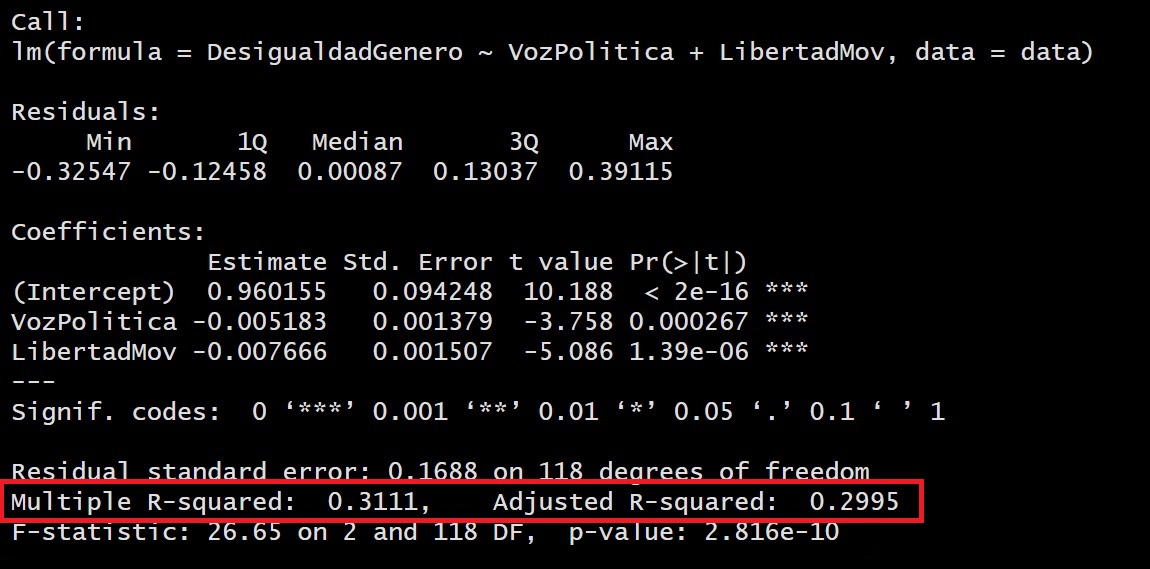 Call:
lm(formula = DesigualdadGenero ~ VozPolitica + LibertadMov, data = data)
Residuals:
     Min       1Q   Median       3Q      Max
-0.32547 -0.12458  0.00087  0.13037  0.39115
Coefficients:
             Estimate Std. Error t value Pr(>|t|)
(Intercept)  0.960155   0.094248  10.188  < 2e-16 ***
VozPolitica -0.005183   0.001379  -3.758 0.000267 ***
LibertadMov -0.007666   0.001507  -5.086 1.39e-06 ***
---
Signif. codes:  0 ‘***’ 0.001 ‘**’ 0.01 ‘*’ 0.05 ‘.’ 0.1 ‘ ’ 1
Residual standard error: 0.1688 on 118 degrees of freedom
Multiple R-squared:  0.3111,    Adjusted R-squared:  0.2995
F-statistic: 26.65 on 2 and 118 DF,  p-value: 2.816e-10